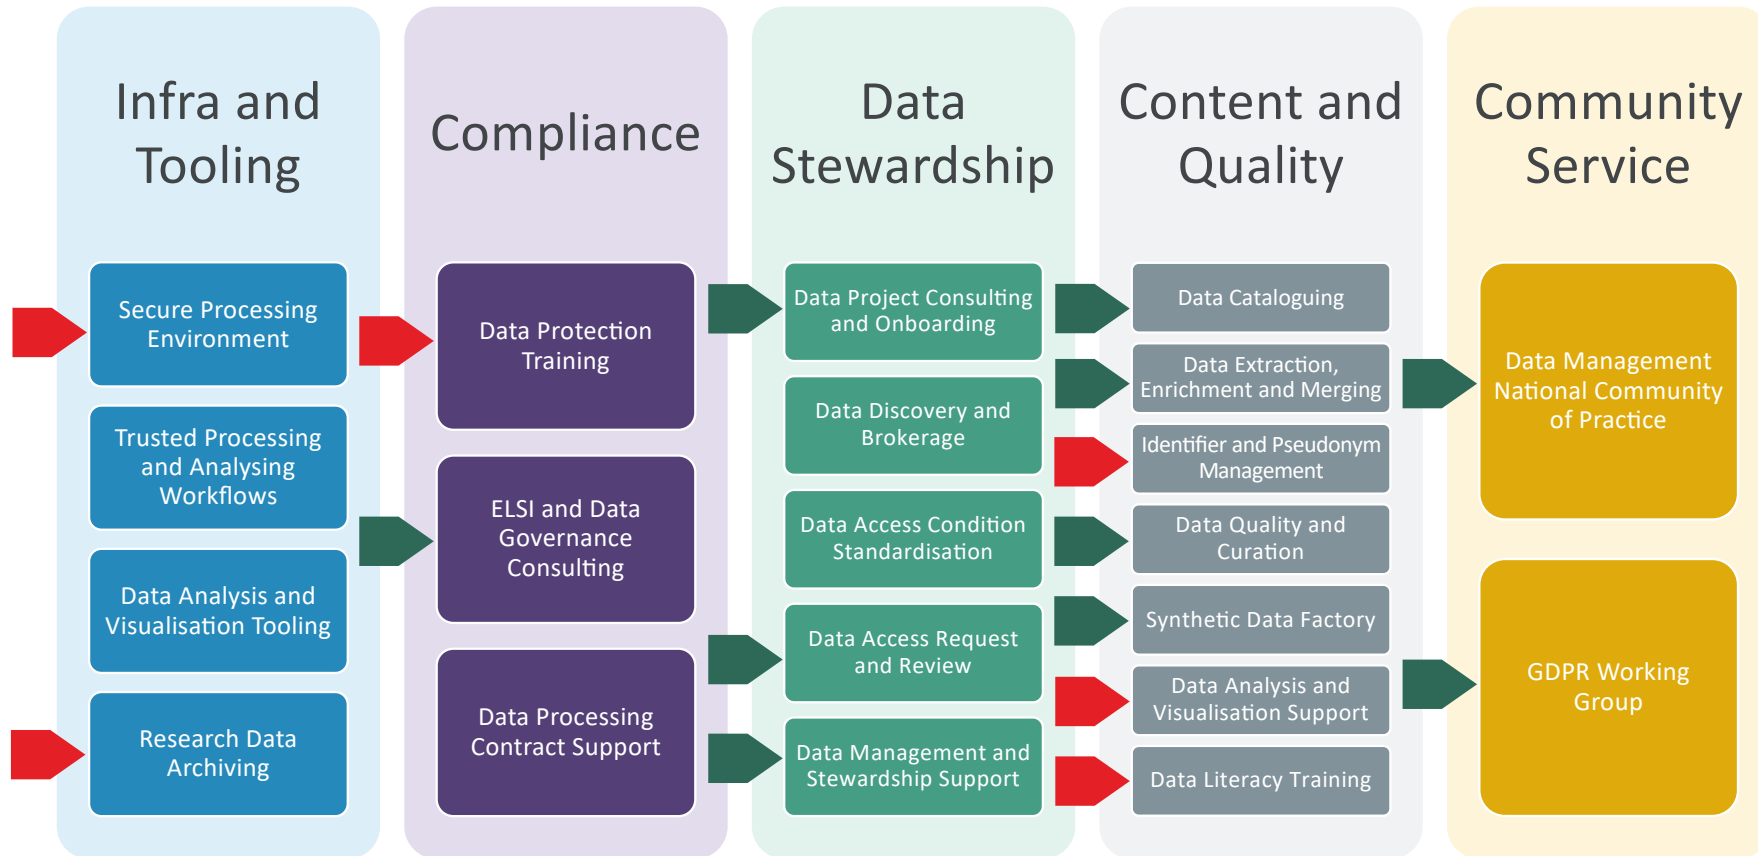 Infra and
Tooling
Secure Processing
Environment
Trusted Processing
and Analysing
Workflows
Data Analysis and
Visualisation Tooling
Research Data
Archiving
Compliance
Data Protection
Training
ELSI and Data
Governance
Consulting
Data Processing
Contract Support
Data
Stewardship
Data Project Consulting
and Onboarding
Data Discovery and
Brokerage
Data Access Condition
Standardisation
Data Access Request
and Review
Data Management and
Stewardship Support
Content and
Quality
Data Cataloguing
Data Extraction,
Enrichment and Merging
Identifier and Pseudonym
Management
Data Quality and
Curation
Synthetic Data Factory
Data Analysis and
Visualisation Support
Data Literacy Training
Community
Service
Data Management
National Community
of Practice
GDPR Working
Group